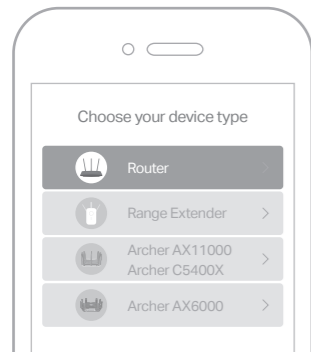 Choose your device type
Router
Range Extender
Archer AX11000
Archer C5400X
Archer AX6000